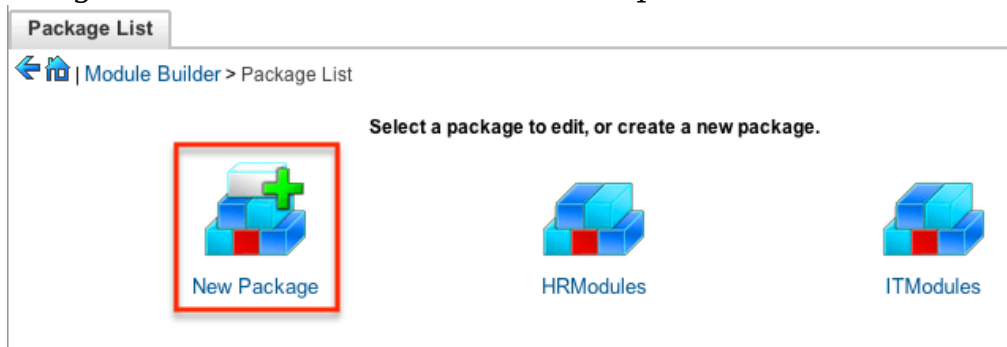 Package List
| Module Builder > Package List
Select a package to edit, or create a new package.
New Package
HRModules
ITModules